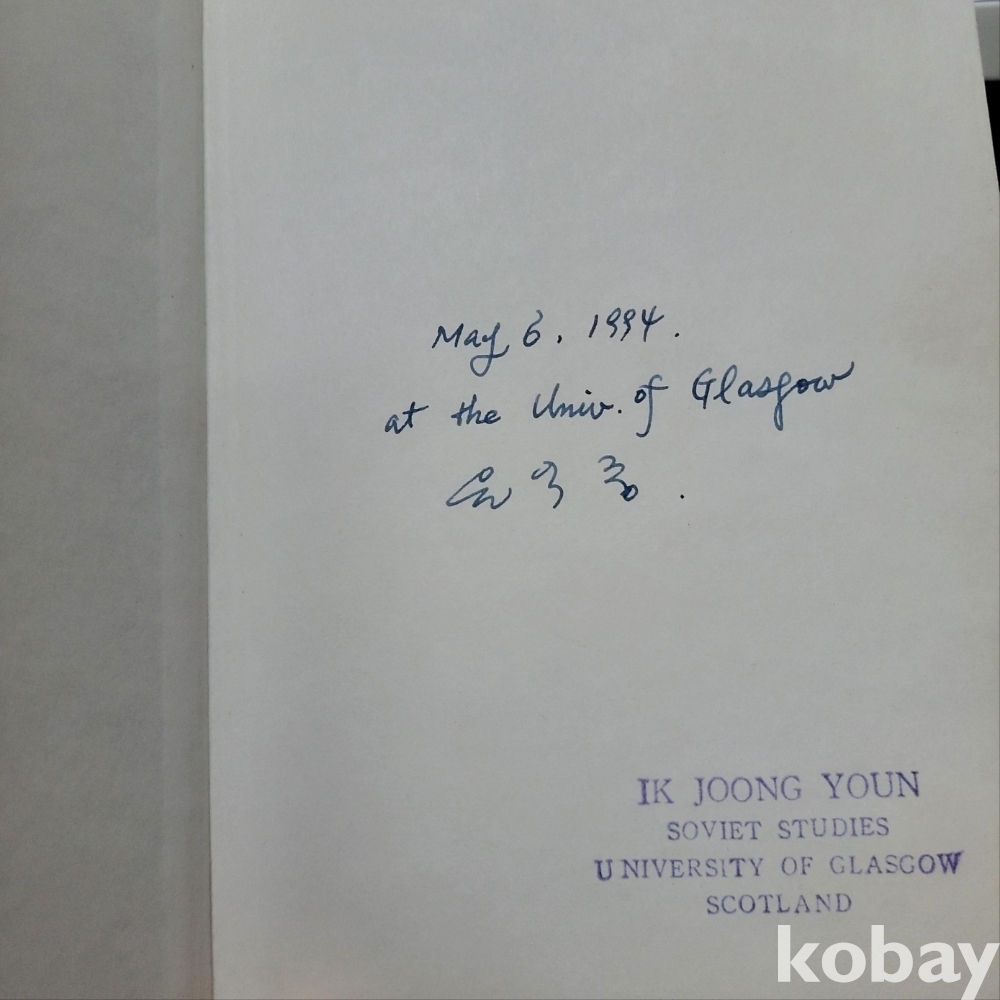 May 6, 1994.
at the Univ. of Glasgow
윤익중.
IK JOONG YOUN
SOVIET STUDIES
UNIVERSITY OF GLASGOW
SCOTLAND
kobay